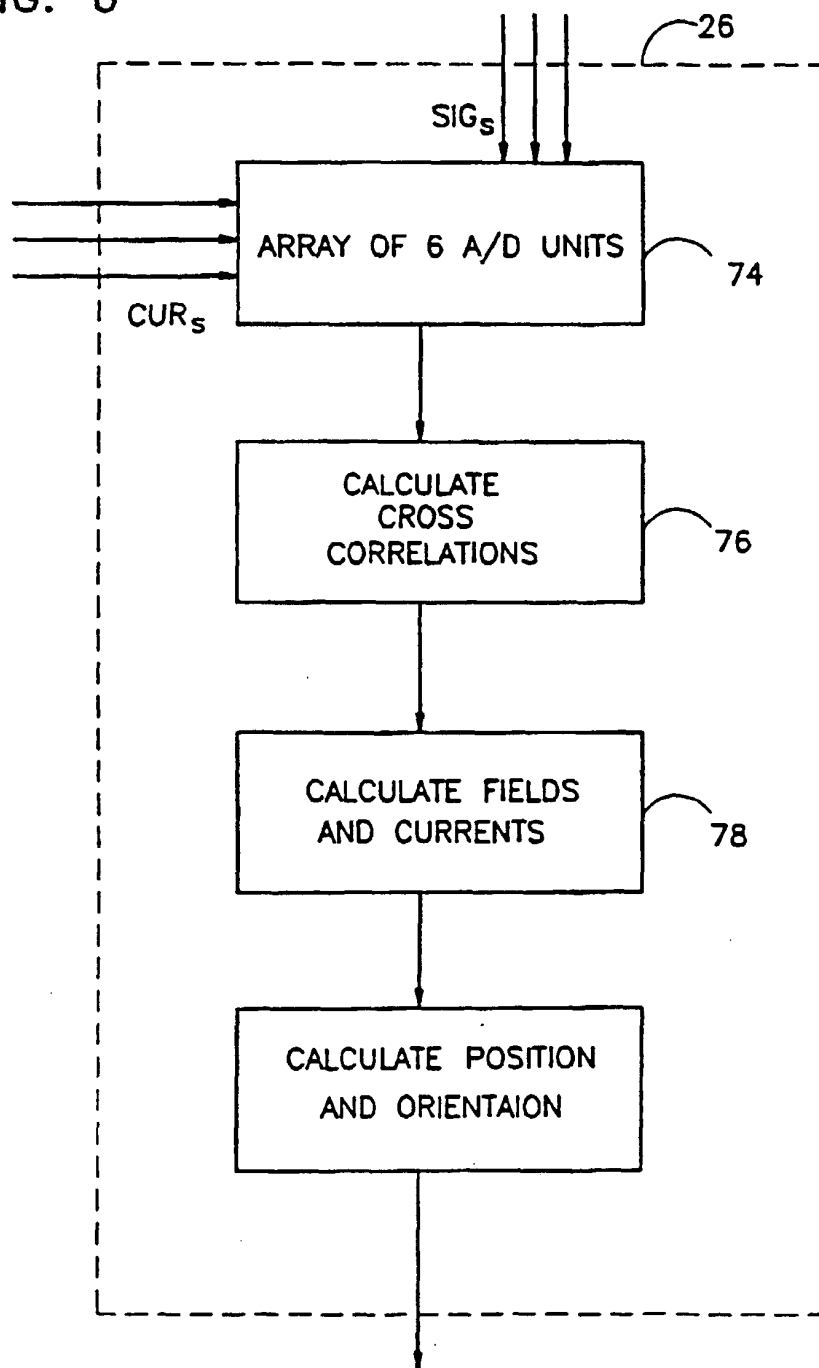 26
SIGs
ARRAY OF 6 A/D UNITS
74
CURs
CALCULATE
CROSS
CORRELATIONS
76
CALCULATE FIELDS
AND CURRENTS
78
CALCULATE POSITION
AND ORIENTAION